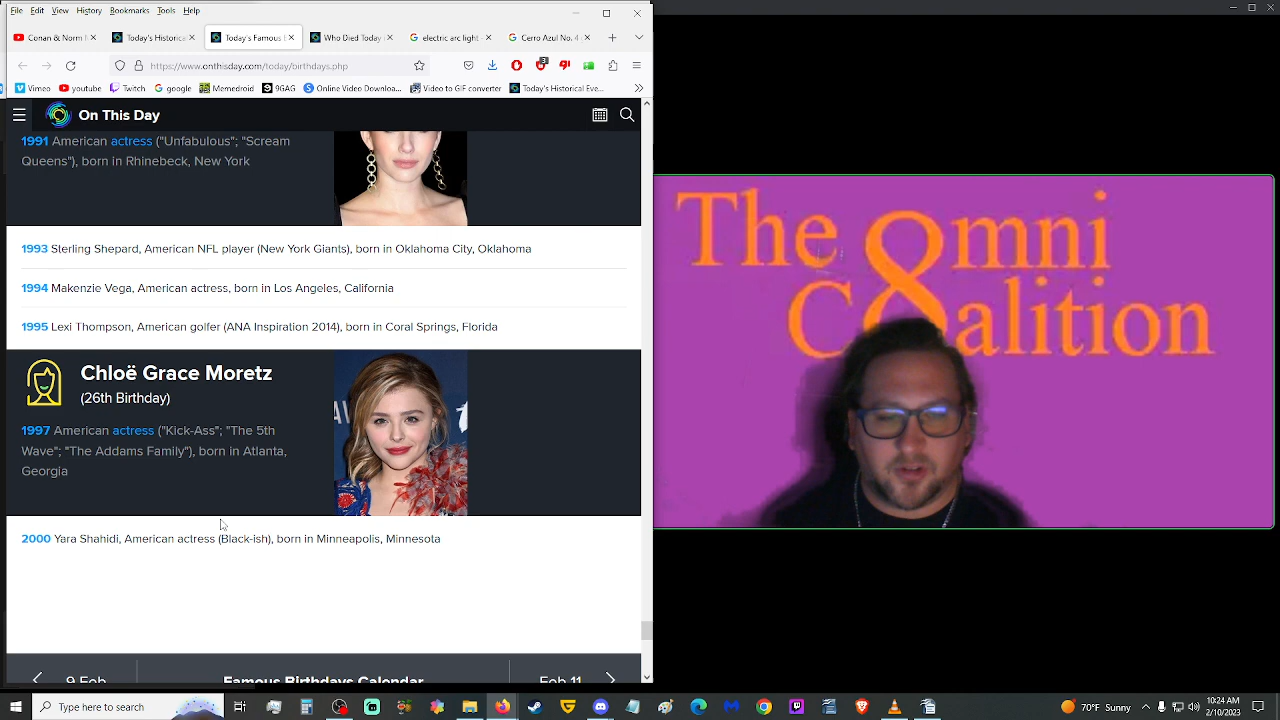 File Edit View History Bookmarks Tools Help
Conan & Norm M
Today's Historica
Today's Famous B
Who Died Today
electric arc light -
Cerro Azul No. 4
https://www.onthisday.com/today/birthdays.php
3
Vimeo youtube Twitch google Memedroid 9GAG Online Video Downloa... Video to GIF converter Today's Historical Eve...
On This Day
1991 American actress ("Unfabulous"; "Scream
Queens"), born in Rhinebeck, New York
1993 Sterling Shepard, American NFL player (New York Giants), born in Oklahoma City, Oklahoma
1994 Makenzie Vega, American actress, born in Los Angeles, California
1995 Lexi Thompson, American golfer (ANA Inspiration 2014), born in Coral Springs, Florida
Chloë Grace Moretz
(26th Birthday)
1997 American actress ("Kick-Ass"; "The 5th
Wave"; "The Addams Family"), born in Atlanta,
Georgia
2000 Yara Shahidi, American actress (Black-ish), born in Minneapolis, Minnesota
9 Feb Famous Birthdays Calendar Feb 11
The Omni
Coalition
Type here to search
70°F Sunny
10:24 AM
2/10/2023